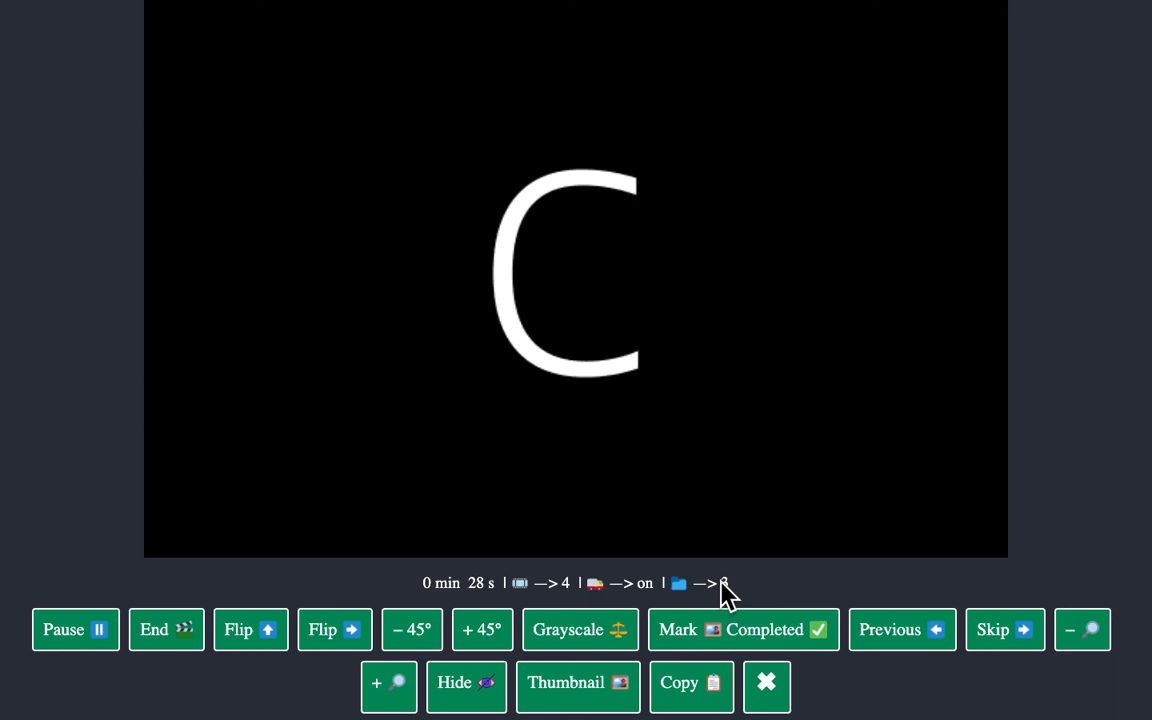 C
0 min 28 s | —> 4 | —> on | —>
Pause End Flip Flip – 45° + 45° Grayscale Mark Completed Previous Skip –
+ Hide Thumbnail Copy ✖